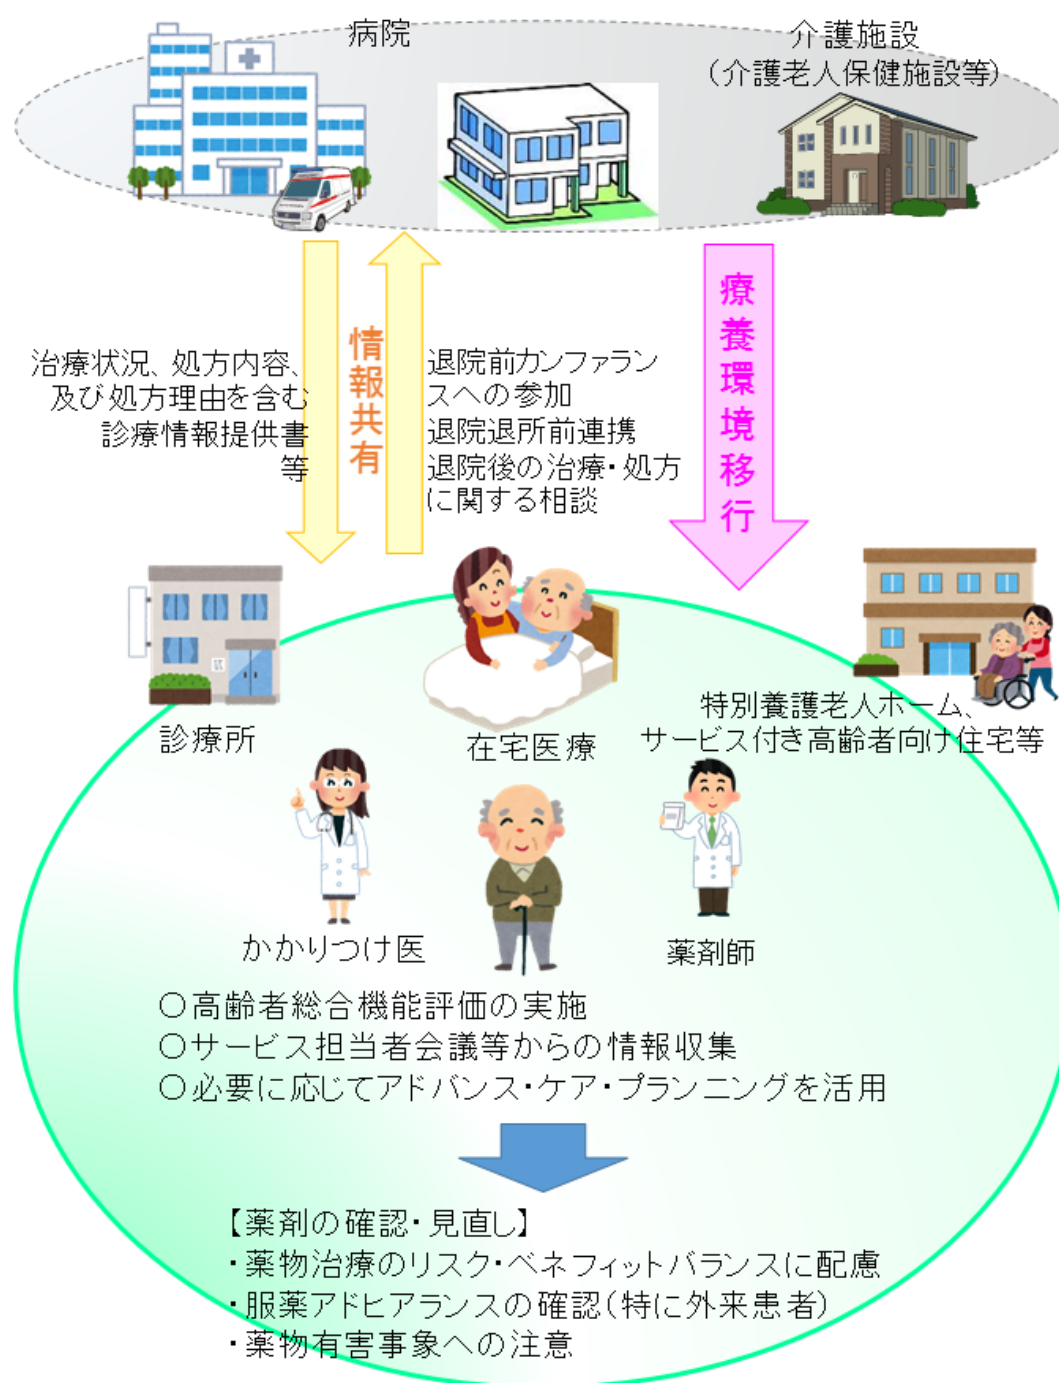 病院
介護施設
（介護老人保健施設等）
療養環境移行
情報共有
治療状況、処方内容、
及び処方理由を含む
診療情報提供書
等
退院前カンファラン
スへの参加
退院退所前連携
退院後の治療・処方
に関する相談
診療所
在宅医療
特別養護老人ホーム、
サービス付き高齢者向け住宅等
かかりつけ医
薬剤師
〇高齢者総合機能評価の実施
〇サービス担当者会議等からの情報収集
〇必要に応じてアドバンス・ケア・プランニングを活用
【薬剤の確認・見直し】
・薬物治療のリスク・ベネフィットバランスに配慮
・服薬アドヒアランスの確認（特に外来患者）
・薬物有害事象への注意